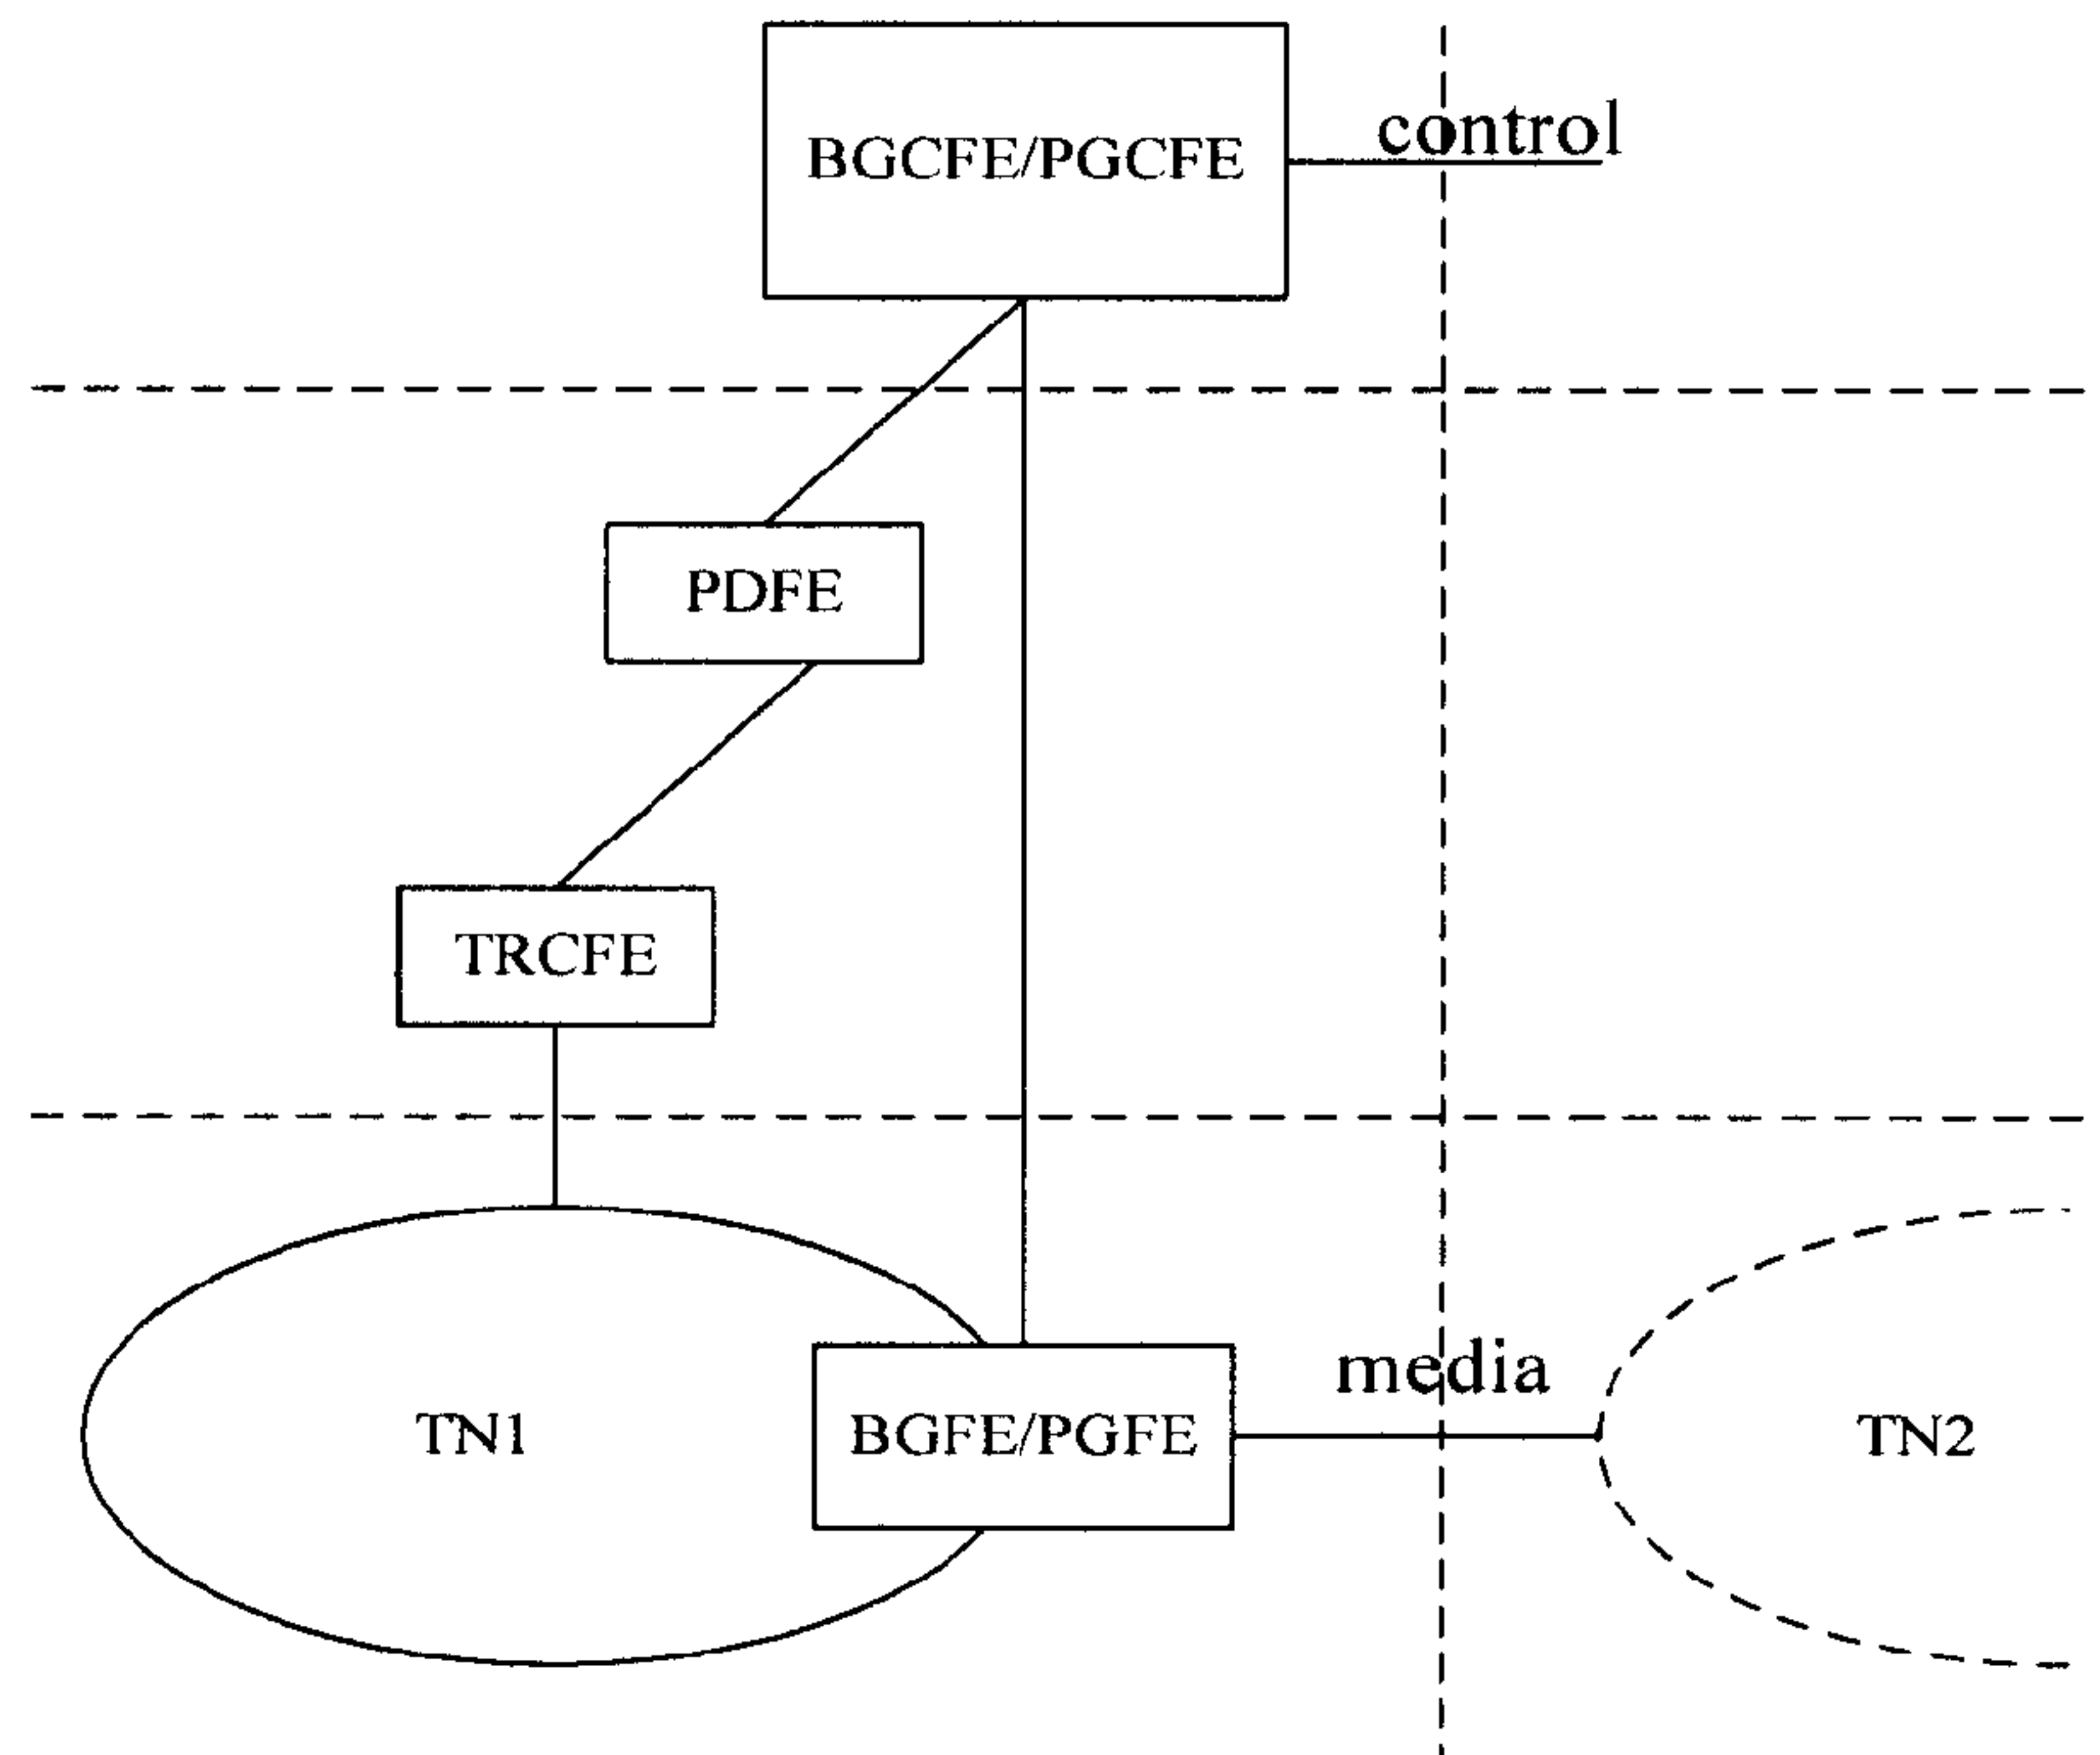 BGCFE/PGCFE
control
PDFE
TRCFE
media
TN1
BGFE/PGFE
TN2